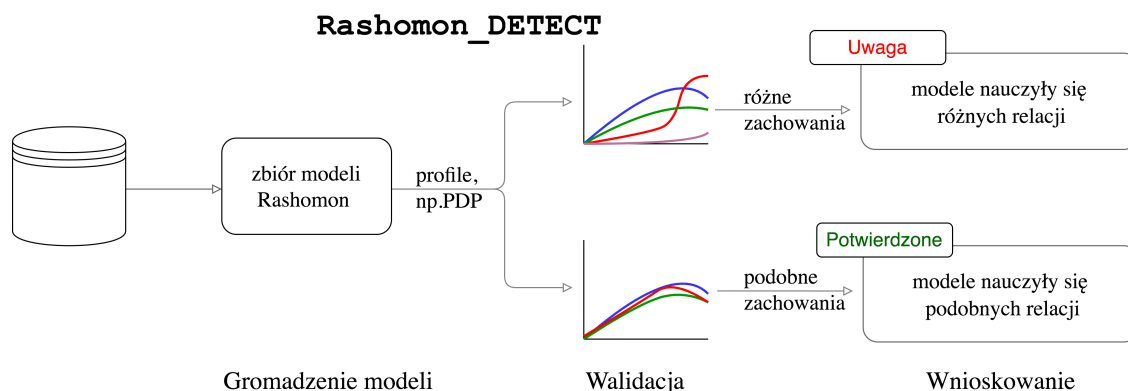 Rashomon_DETECT
zbiór modeli
Rashomon
profile,
np.PDP
różne
zachowania
Uwaga
modele nauczyły się
różnych relacji
podobne
zachowania
Potwierdzone
modele nauczyły się
podobnych relacji
Gromadzenie modeli
Walidacja
Wnioskowanie